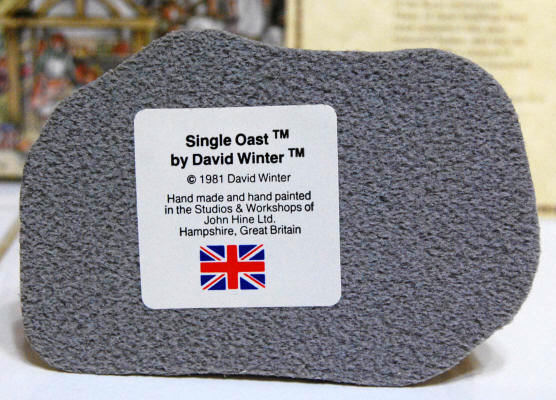 Single Oast ™
by David Winter ™
© 1981 David Winter
Hand made and hand painted
in the Studios & Workshops of
John Hine Ltd.
Hampshire, Great Britain